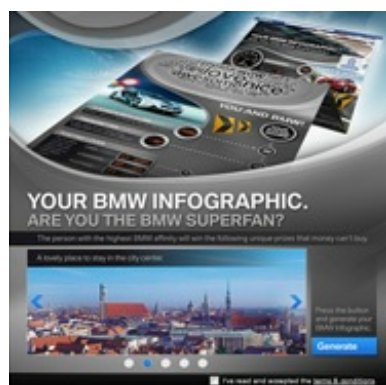 slovenice
awesomeness
YOU AND BMW!
YOUR BMW INFOGRAPHIC.
ARE YOU THE BMW SUPERFAN?
The person with the highest BMW affinity will win the following unique prizes that money can't buy.
A lovely place to stay in the city center.
Press the button
and generate your
BMW Infographic.
Generate
I've read and accepted the terms & conditions